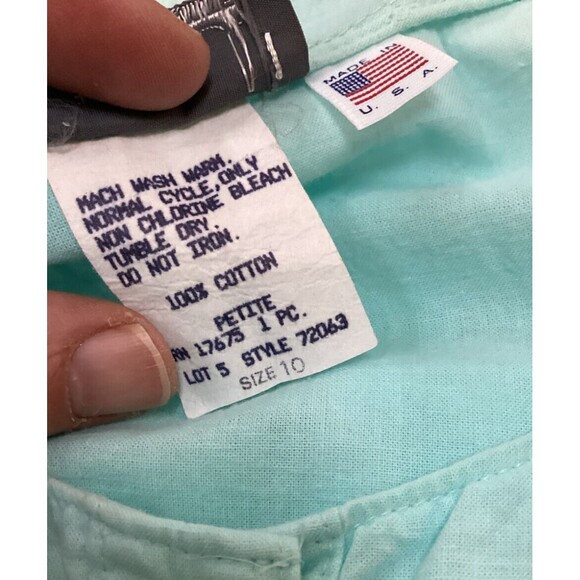 MADE IN
U. S. A.
MACH WASH WARM,
NORMAL CYCLE, ONLY
NON CHLORINE BLEACH
TUMBLE DRY.
DO NOT IRON.
100% COTTON
PETITE
RN 17675 1 PC.
LOT 5 STYLE 72063
SIZE 10